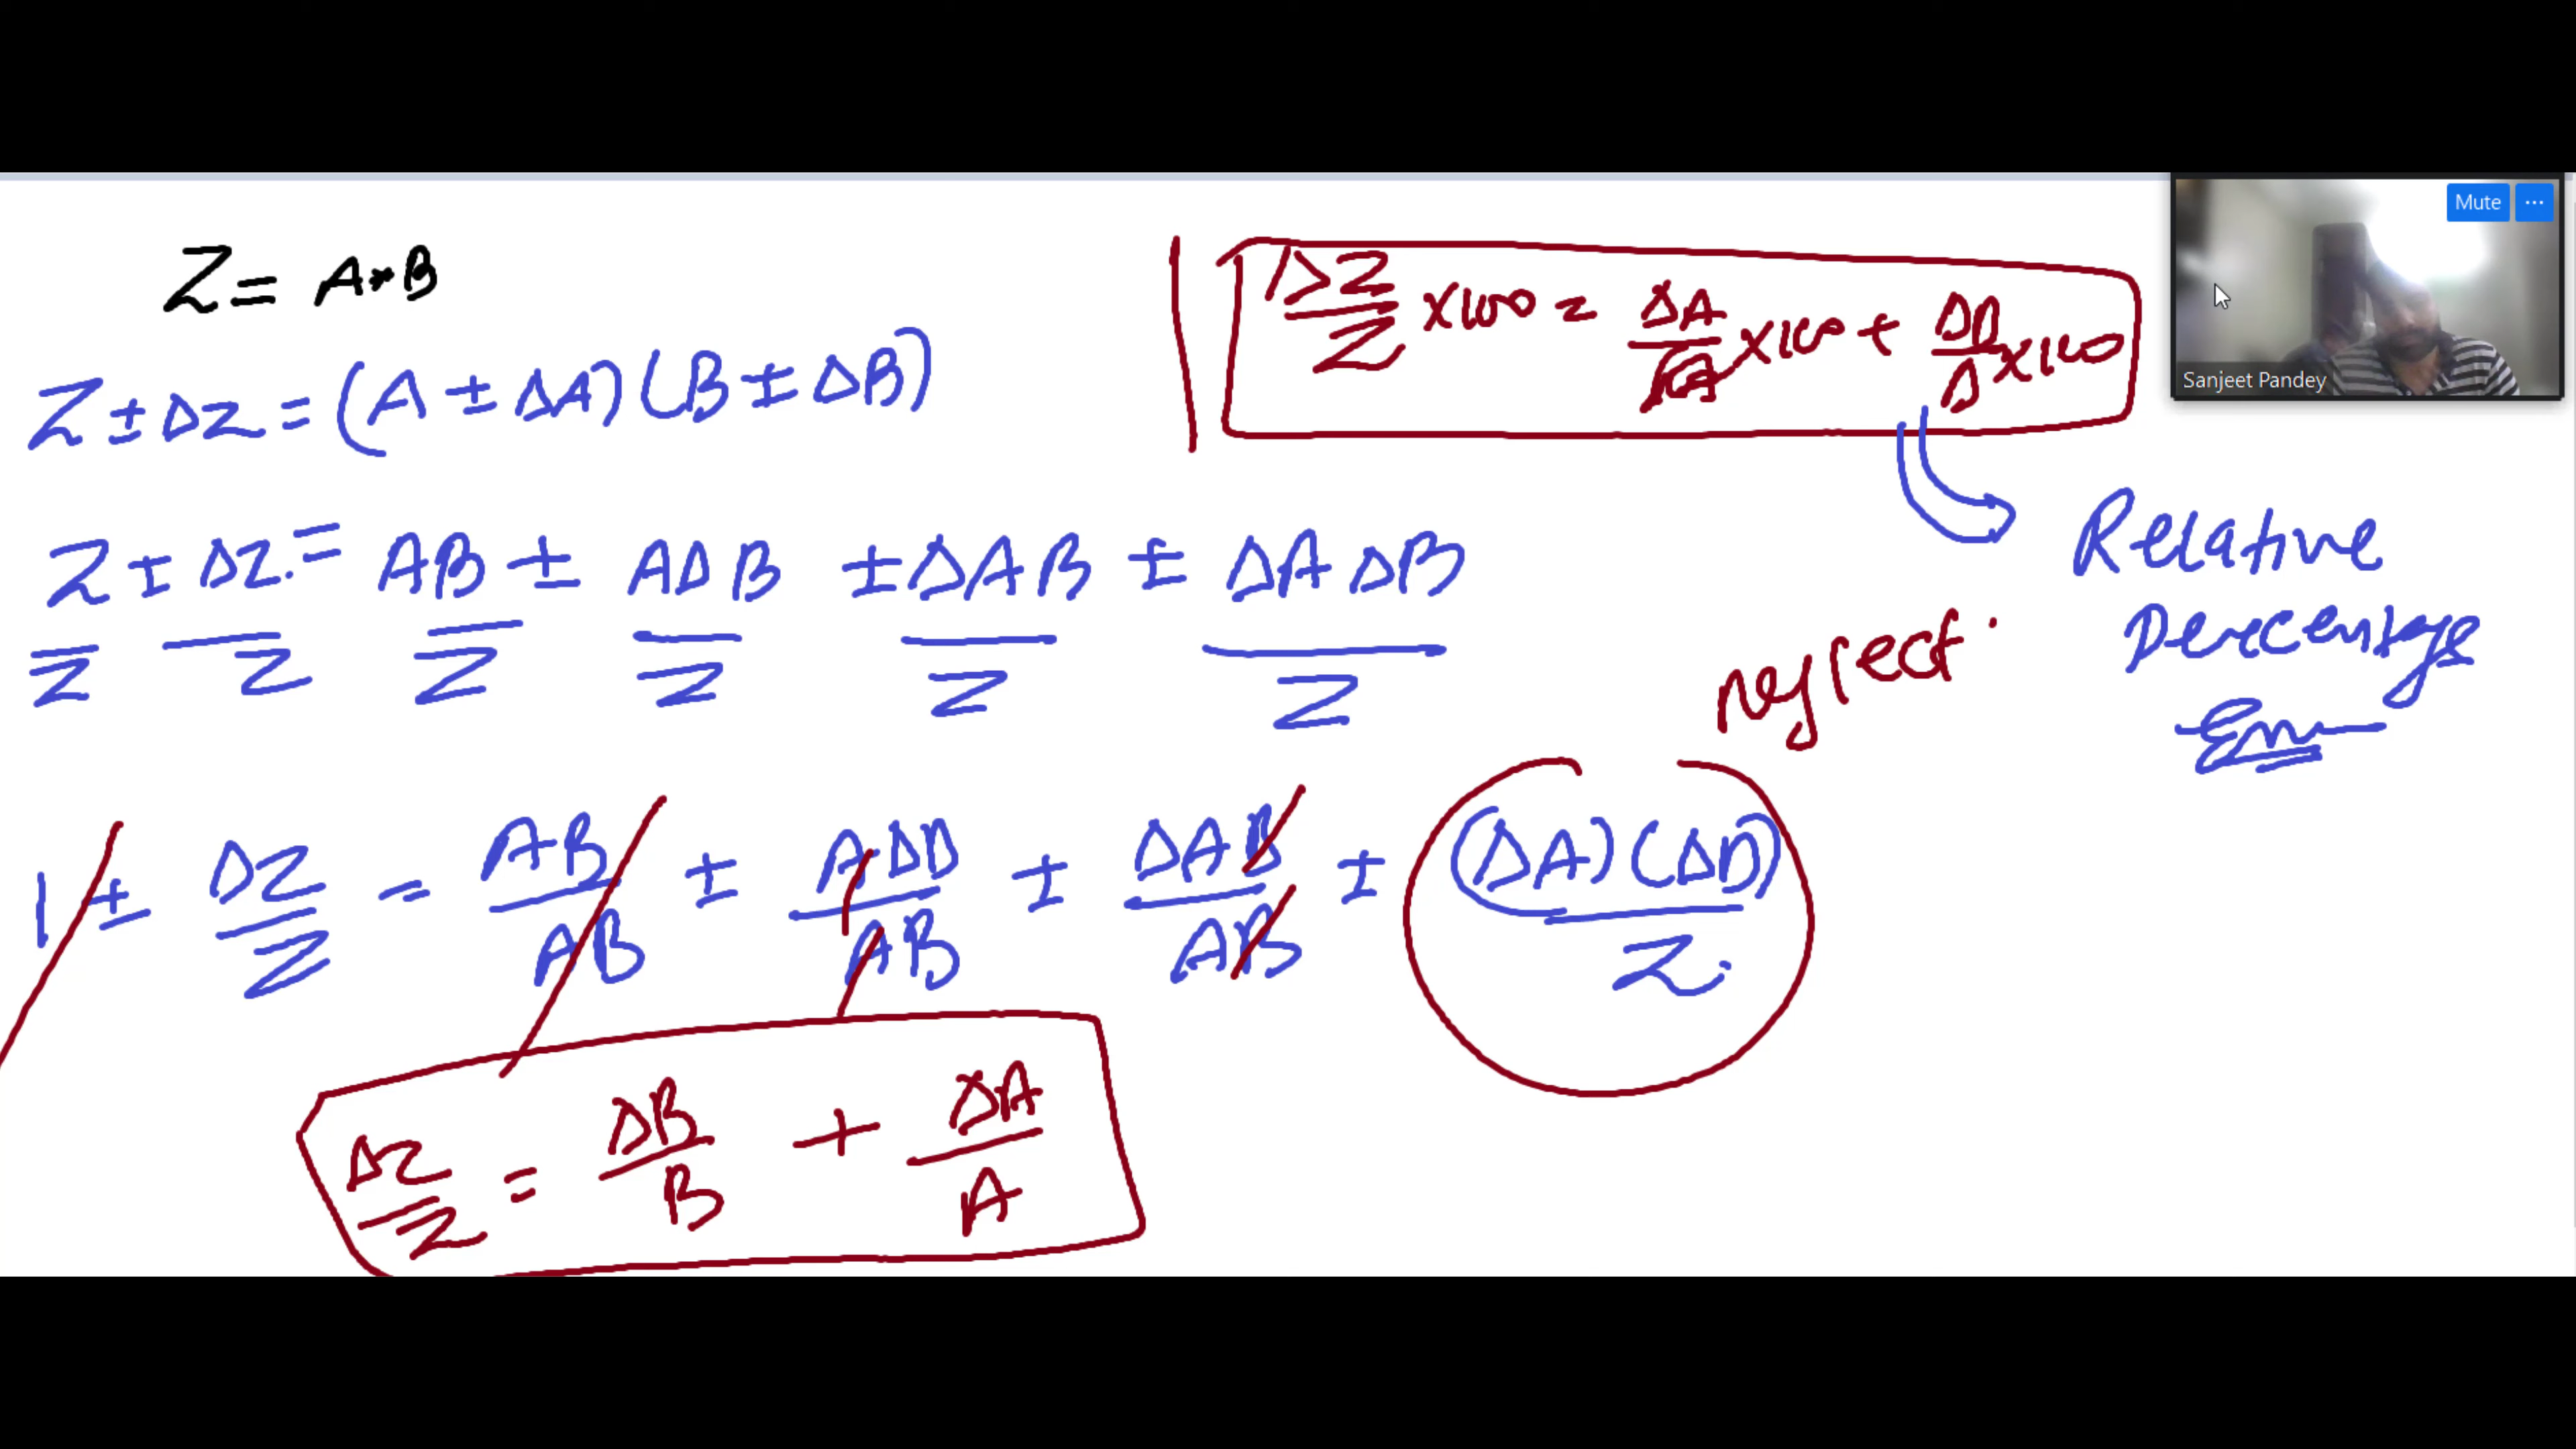 Z = A*B
Z ± ΔZ = (A ± ΔA)(B ± ΔB)
Z/Z ± ΔZ/Z = AB/Z ± AΔB/Z ± ΔAB/Z ± ΔAΔB/Z
1 ± ΔZ/Z = AB/AB ± AΔB/AB ± ΔAB/AB ± (ΔA)(ΔB)/Z
neglect.
ΔZ/Z = ΔB/B + ΔA/A
ΔZ/Z ×100 = ΔA/A ×100 + ΔB/B ×100
Relative
Percentage
Mute ...
Sanjeet Pandey